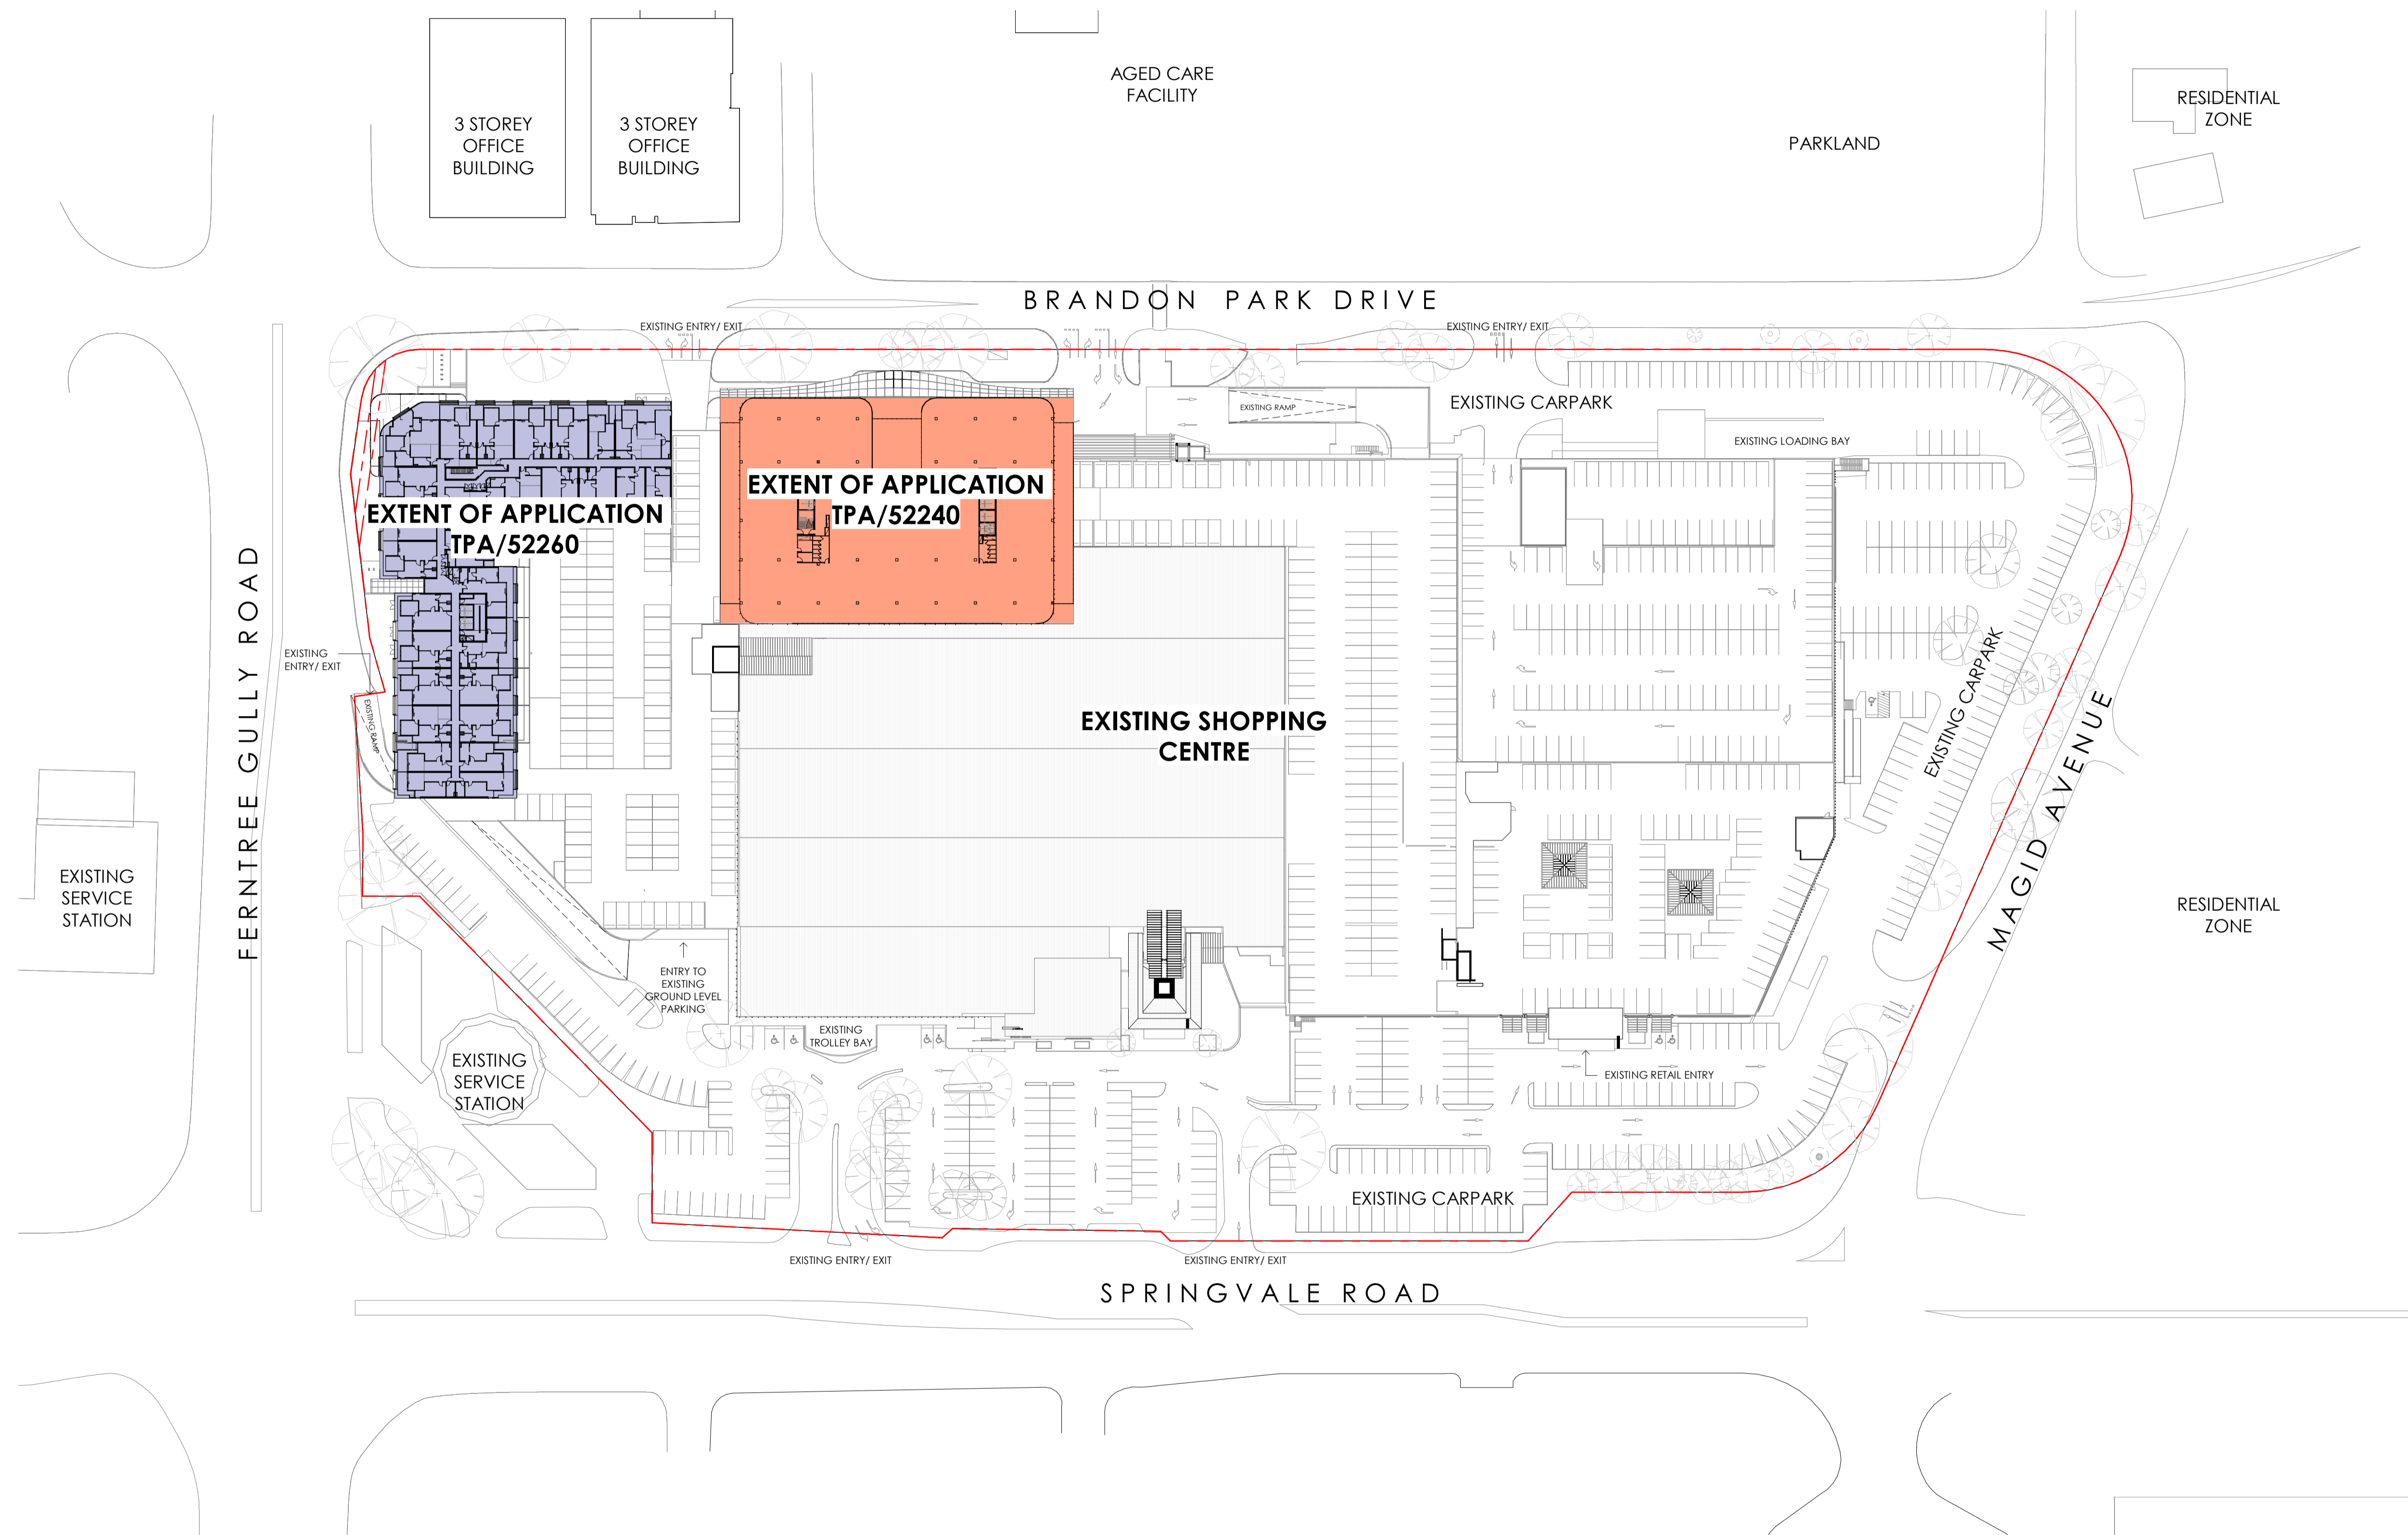 AGED CARE
FACILITY
3 STOREY
OFFICE
BUILDING
3 STOREY
OFFICE
BUILDING
PARKLAND
RESIDENTIAL
ZONE
BRANDON PARK DRIVE
EXISTING ENTRY/ EXIT
EXISTING ENTRY/ EXIT
EXISTING RAMP
EXISTING CARPARK
EXISTING LOADING BAY
EXTENT OF APPLICATION
TPA/52240
EXTENT OF APPLICATION
TPA/52260
FERNTREE GULLY ROAD
EXISTING
ENTRY/ EXIT
EXISTING RAMP
EXISTING SHOPPING
CENTRE
EXISTING CARPARK
MAGID AVENUE
EXISTING
SERVICE
STATION
RESIDENTIAL
ZONE
ENTRY TO
EXISTING
GROUND LEVEL
PARKING
EXISTING
TROLLEY BAY
EXISTING
SERVICE
STATION
EXISTING RETAIL ENTRY
EXISTING CARPARK
EXISTING ENTRY/ EXIT
EXISTING ENTRY/ EXIT
SPRINGVALE ROAD